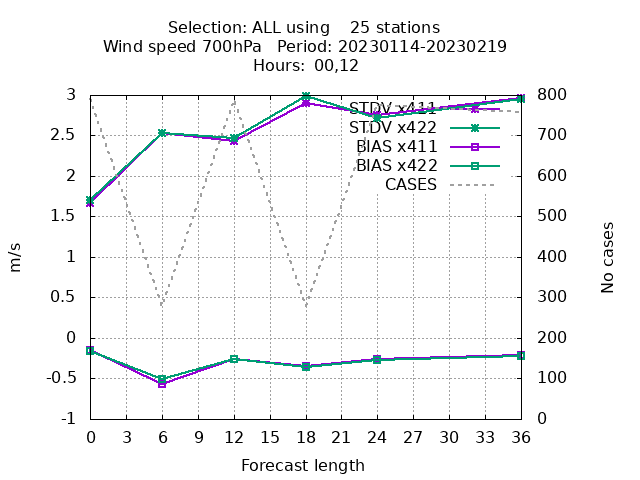 Selection: ALL using    25 stations
Wind speed 700hPa   Period: 20230114-20230219
Hours: 00,12
STDV x411
STDV x422
BIAS x411
BIAS x422
CASES
3
2.5
2
1.5
1
0.5
0
-0.5
-1
800
700
600
500
400
300
200
100
0
m/s
No cases
0 3 6 9 12 15 18 21 24 27 30 33 36
Forecast length